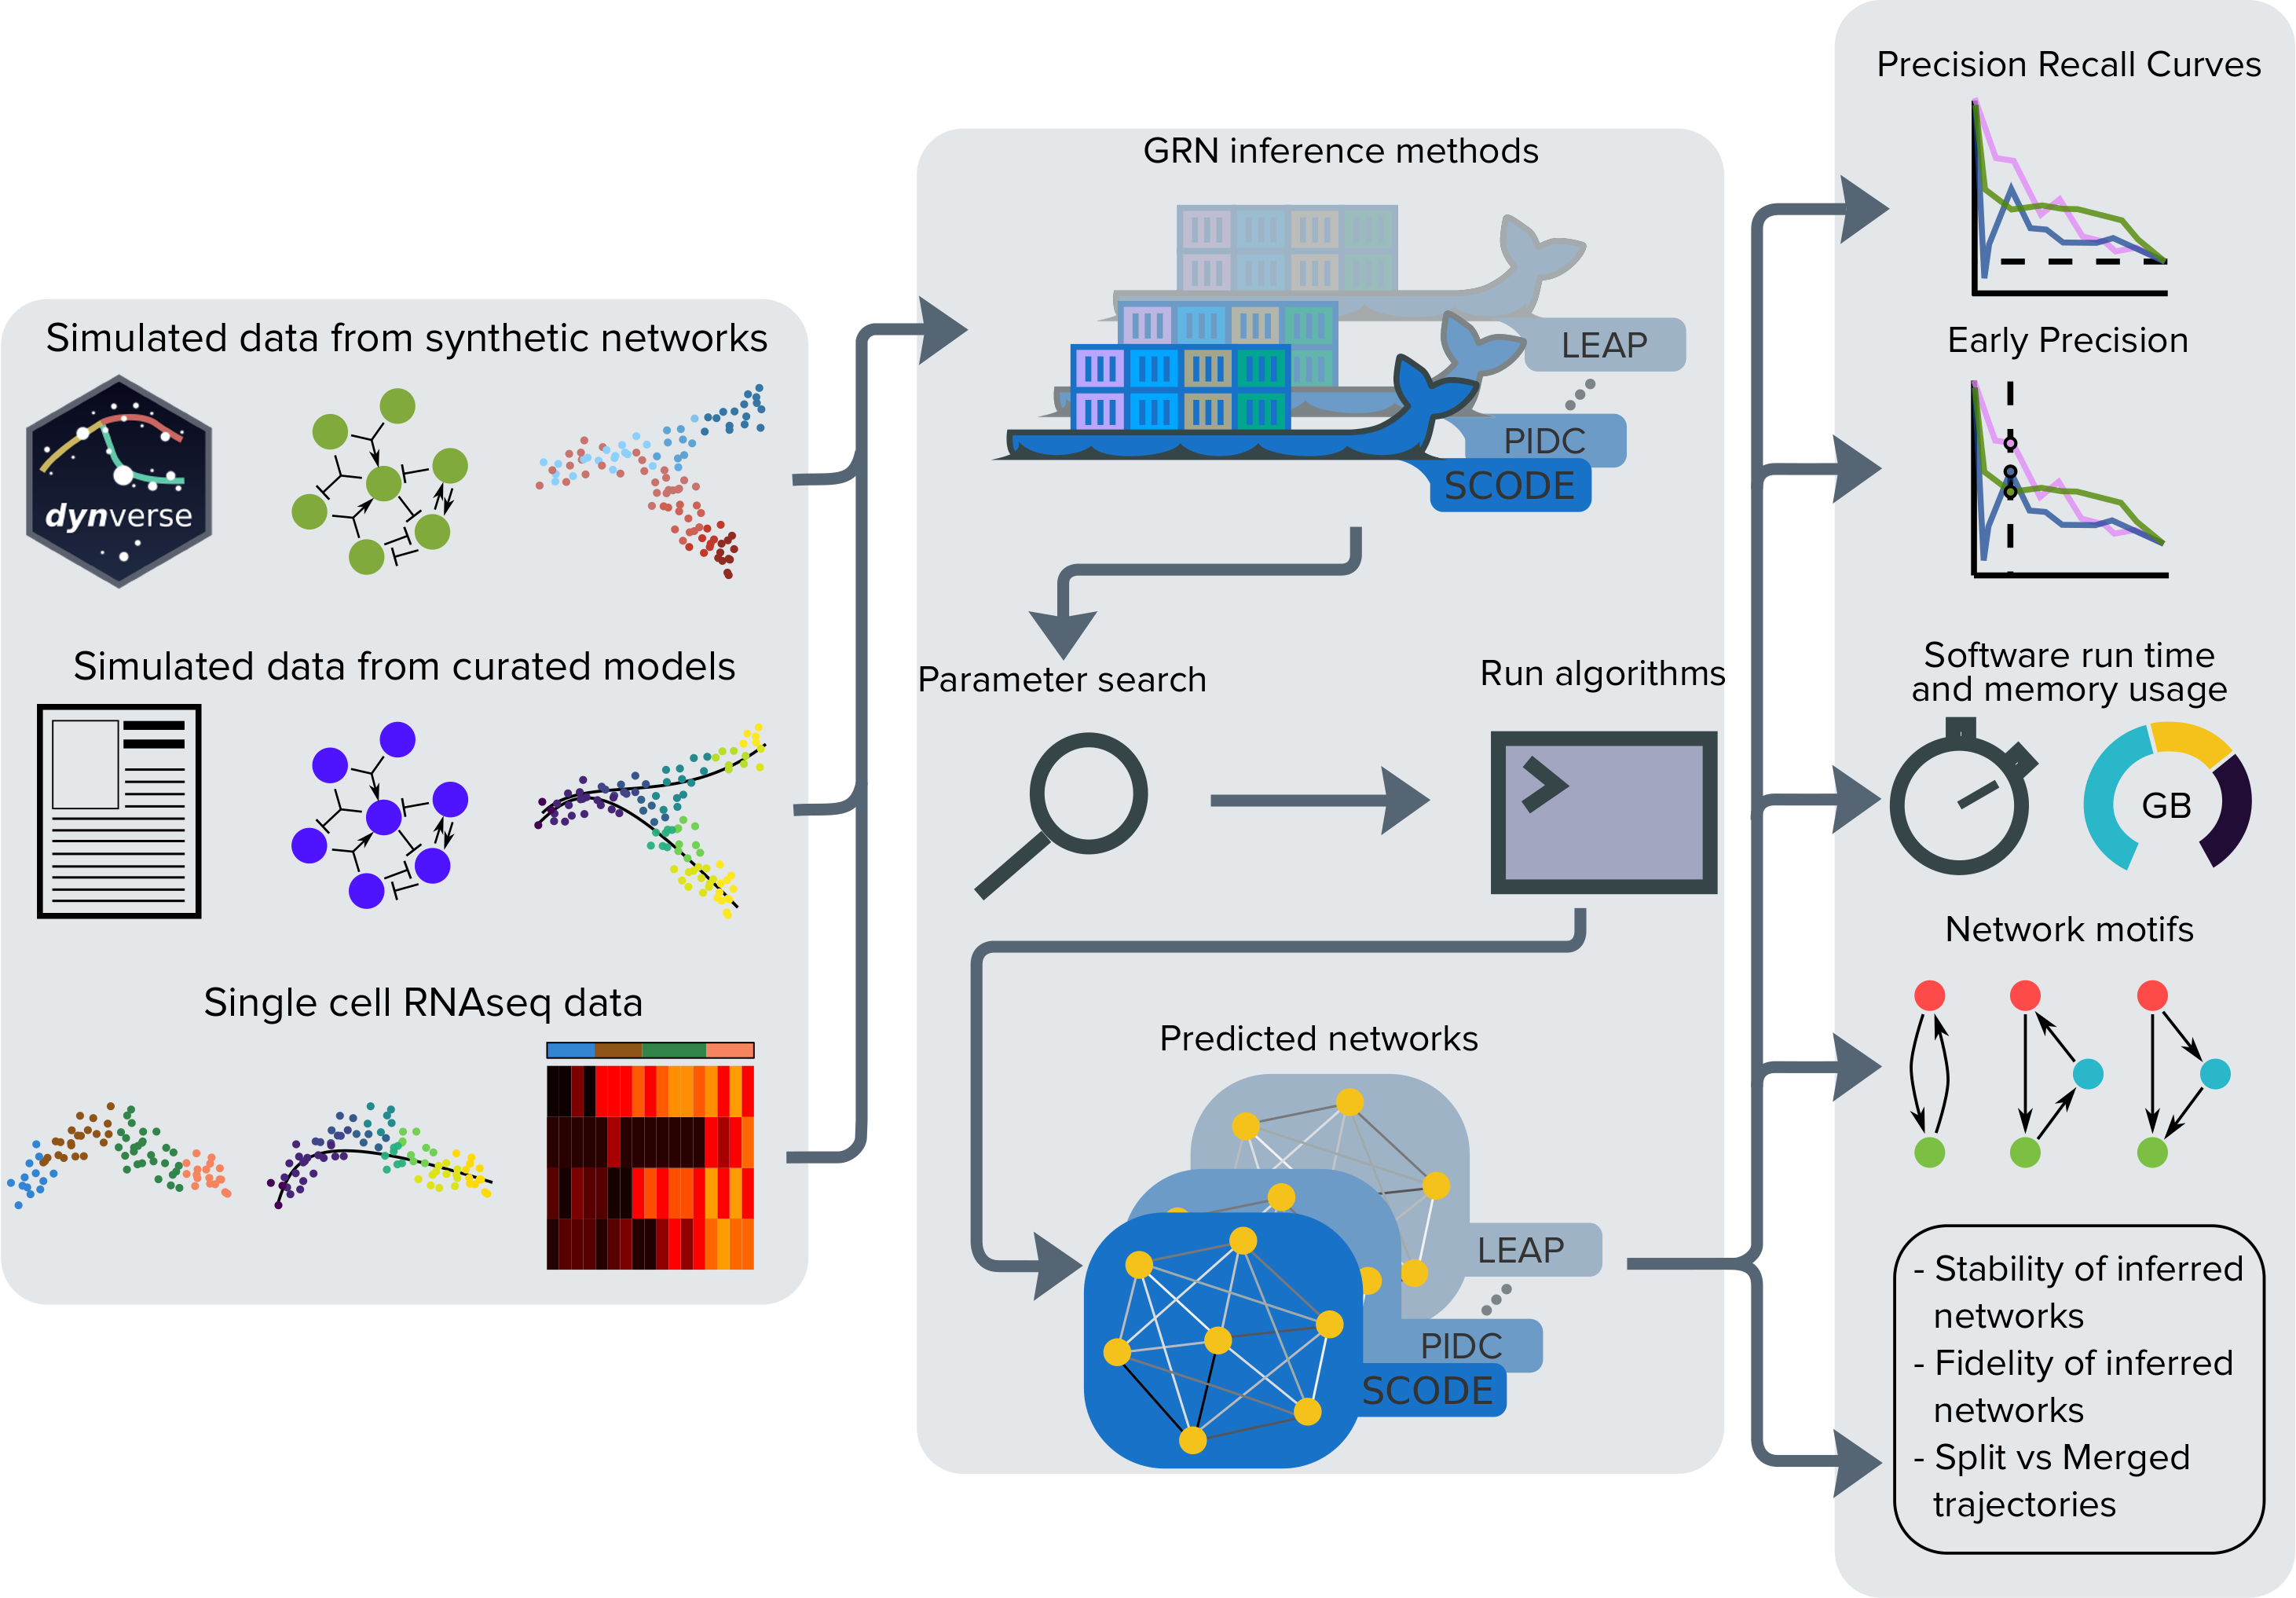 Simulated data from synthetic networks
dynverse
Simulated data from curated models
Single cell RNAseq data
GRN inference methods
LEAP
PIDC
SCODE
Parameter search
Run algorithms
Predicted networks
LEAP
PIDC
SCODE
Precision Recall Curves
Early Precision
Software run time
and memory usage
GB
Network motifs
- Stability of inferred
networks
- Fidelity of inferred
networks
- Split vs Merged
trajectories